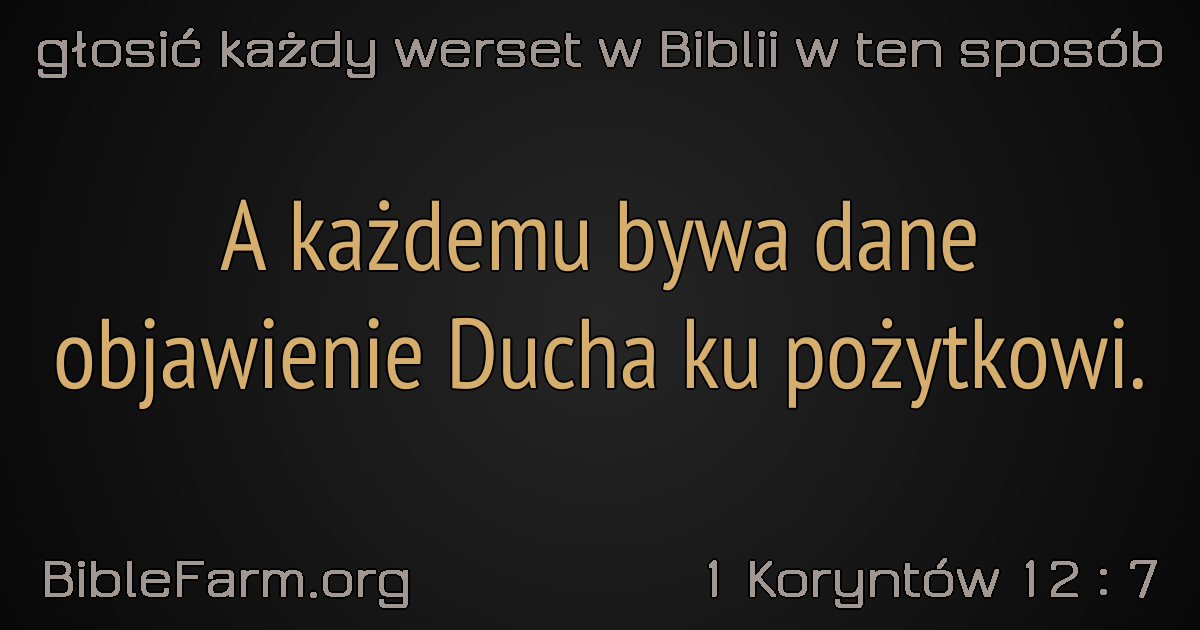 głosić każdy werset w Biblii w ten sposób
A każdemu bywa dane
objawienie Ducha ku pożytkowi.
BibleFarm.org
1 Koryntów 12 : 7